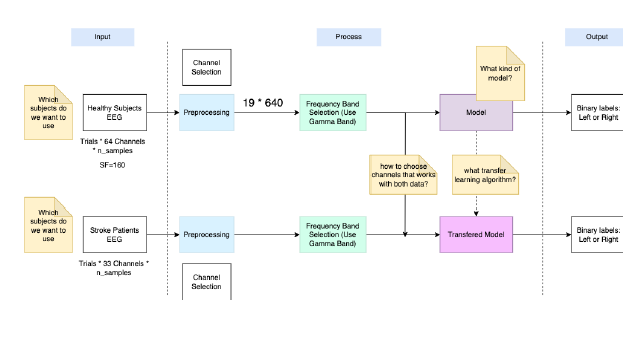 Input
Process
Output
Channel
Selection
What kind of
model?
Which
subjects do
we want to
use
Healthy Subjects
EEG
Preprocessing
19 * 640
Frequency Band
Selection (Use
Gamma Band)
Model
Binary labels:
Left or Right
Trials * 64 Channels
* n_samples
SF=160
how to choose
channels that works
with both data?
what transfer
learning algorithm?
Which
subjects do
we want to
use
Stroke Patients
EEG
Preprocessing
Frequency Band
Selection (Use
Gamma Band)
Transfered Model
Binary labels:
Left or Right
Trials * 33 Channels *
n_samples
Channel
Selection